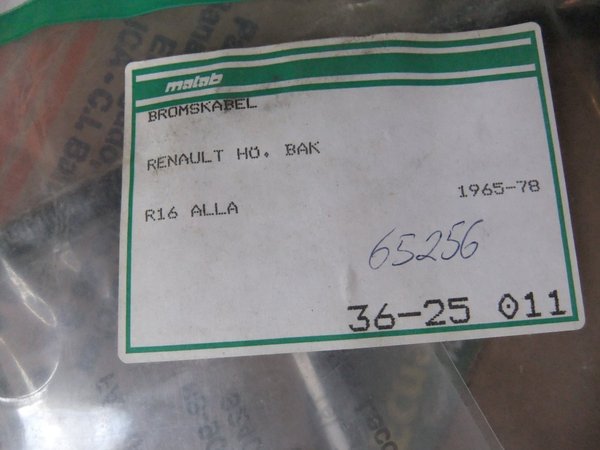 matab
BROMSKABEL
RENAULT HÖ. BAK
R16 ALLA 1965-78
65256
36-25 011